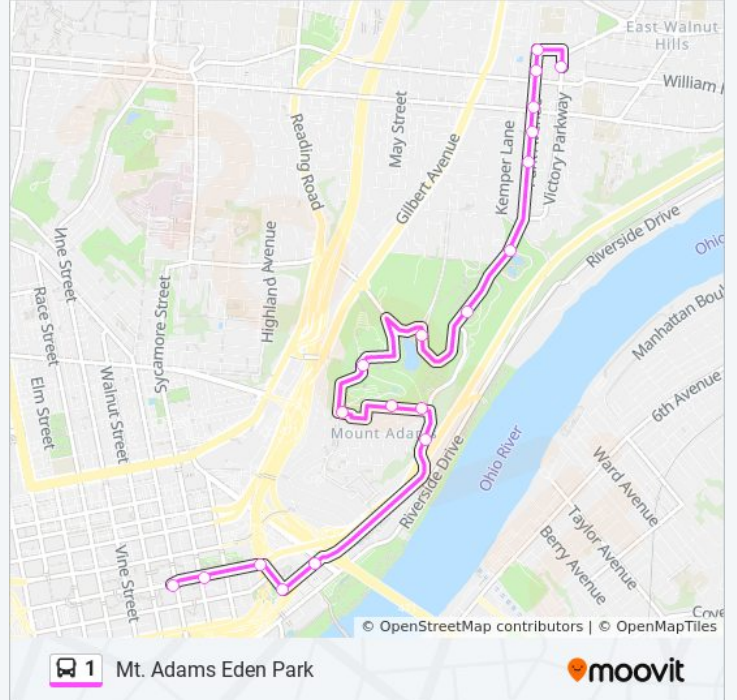 East Walnut
Hills
William
May Street
Reading Road
Kemper Lane
Victory Parkway
Gilbert Avenue
Riverside Drive
Ohio
Highland Avenue
Manhattan
Race Street
Sycamore Street
Elm Street
Walnut Street
6th Avenue
Mount Adams
Ohio River
Riverside Drive
Ward Avenue
Taylor Avenue
Berry Avenue
Vine Street
© OpenStreetMap contributors | © OpenMapTiles
1 Mt. Adams Eden Park
moovit